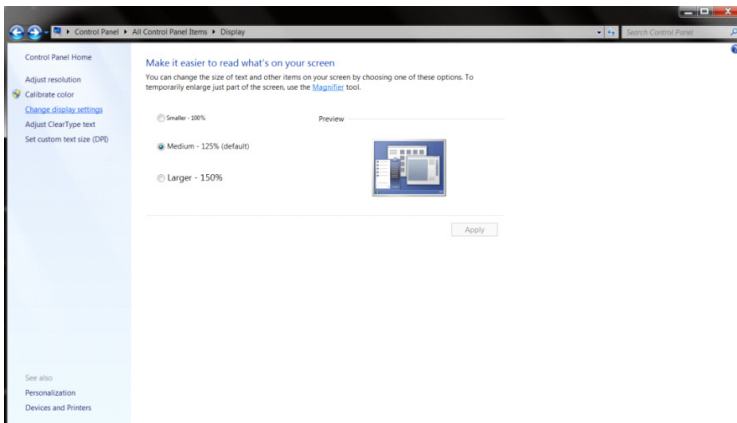 Control Panel All Control Panel Items Display Search Control Panel
Control Panel Home
Adjust resolution
Calibrate color
Change display settings
Adjust ClearType text
Set custom text size (DPI)
Make it easier to read what's on your screen
You can change the size of text and other items on your screen by choosing one of these options. To
temporarily enlarge just part of the screen, use the Magnifier tool.
Smaller - 100% Preview
Medium - 125% (default)
Larger - 150%
Apply
See also
Personalization
Devices and Printers